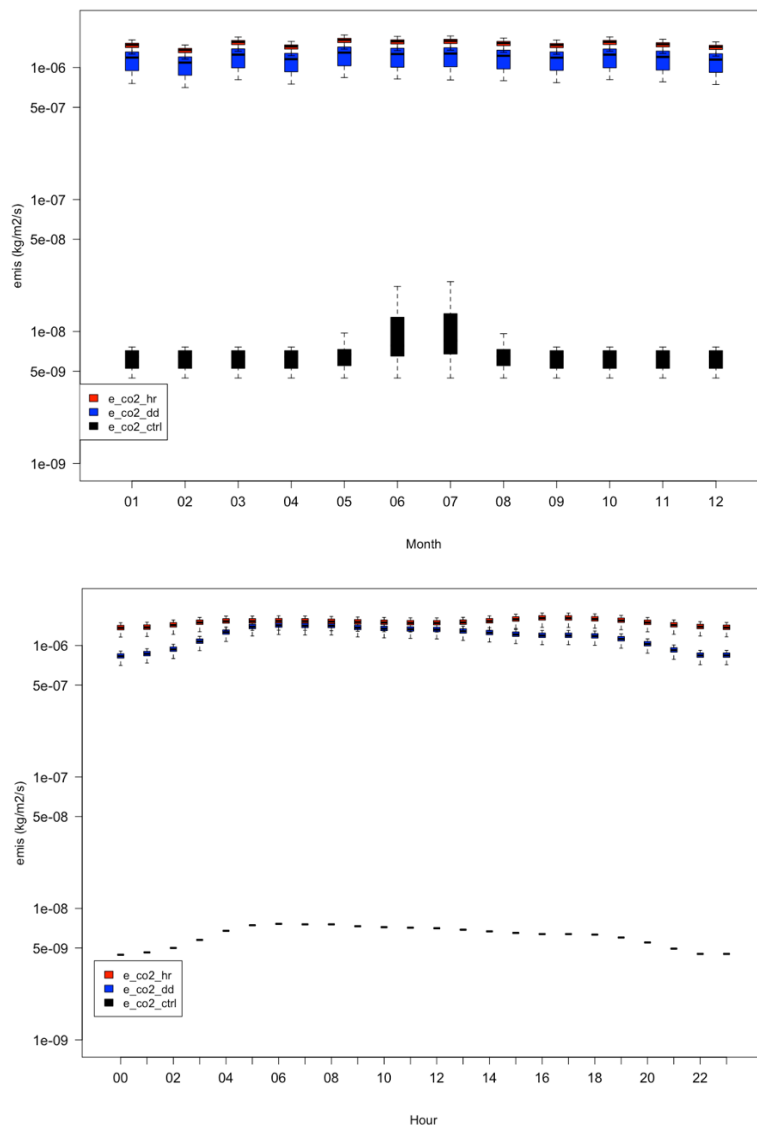 1e-06
5e-07
1e-07
5e-08
1e-08
5e-09
1e-09
emis (kg/m2/s)
e_co2_hr
e_co2_dd
e_co2_ctrl
01 02 03 04 05 06 07 08 09 10 11 12
Month
1e-06
5e-07
1e-07
5e-08
1e-08
5e-09
1e-09
emis (kg/m2/s)
e_co2_hr
e_co2_dd
e_co2_ctrl
00 02 04 06 08 10 12 14 16 18 20 22
Hour